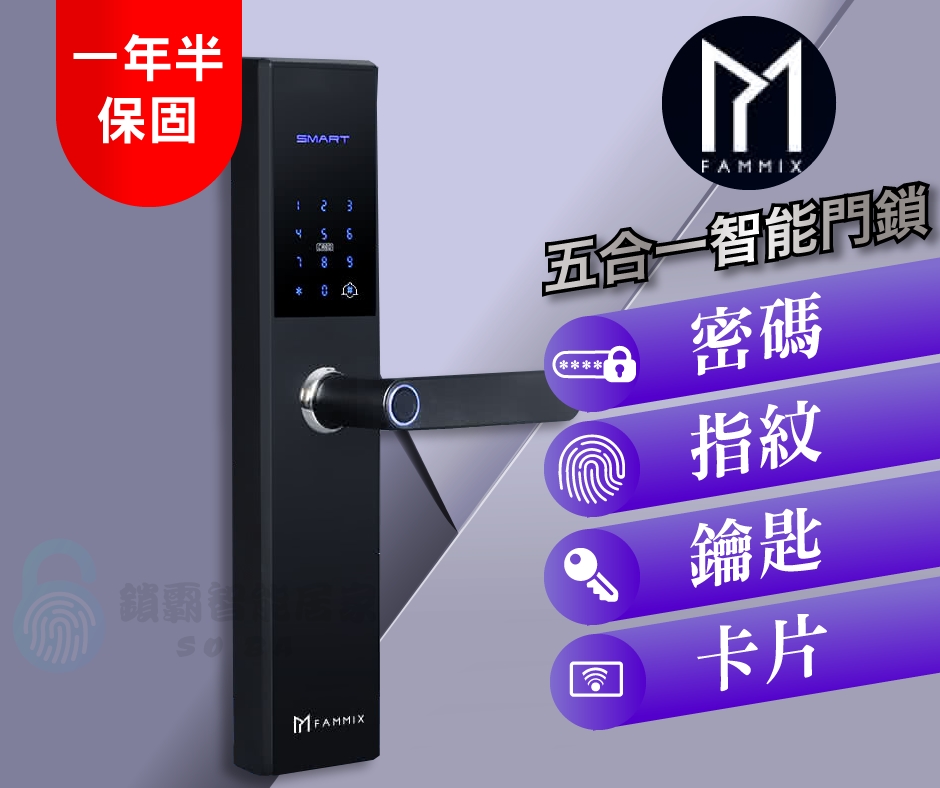 一年半
保固
FAMMIX
五合一智能門鎖
SMART
1 2 3
4 5 6
7 8 9
* 0 #
****
密碼
指紋
鑰匙
卡片
FAMMIX